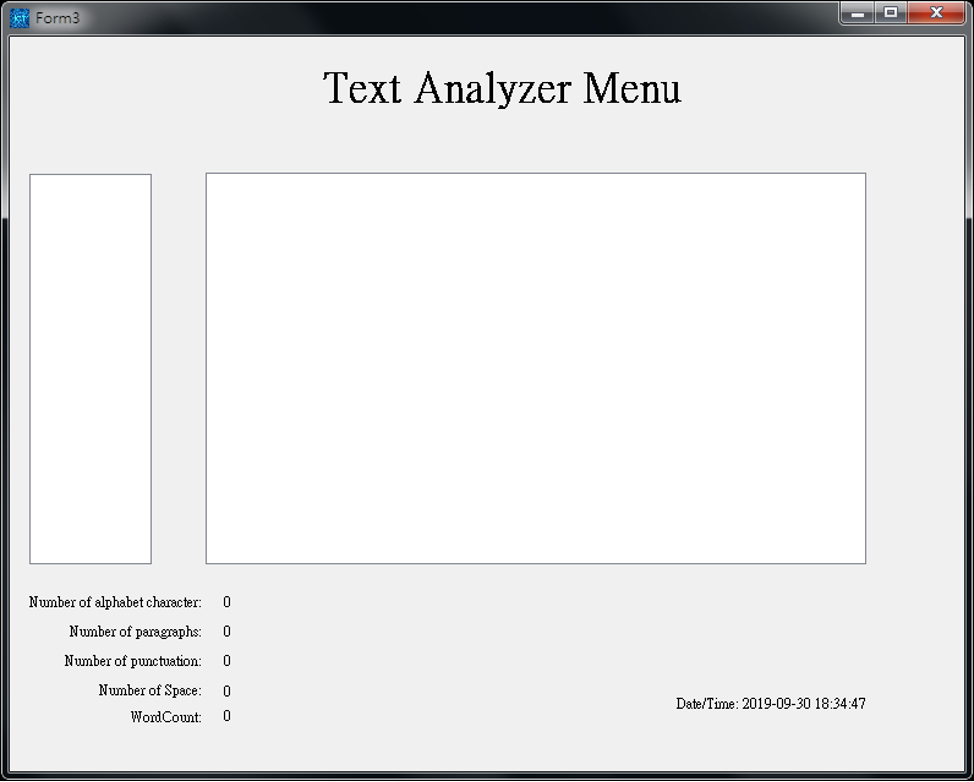 Form3
Text Analyzer Menu
Number of alphabet character: 0
Number of paragraphs: 0
Number of punctuation: 0
Number of Space: 0
WordCount: 0
Date/Time: 2019-09-30 18:34:47